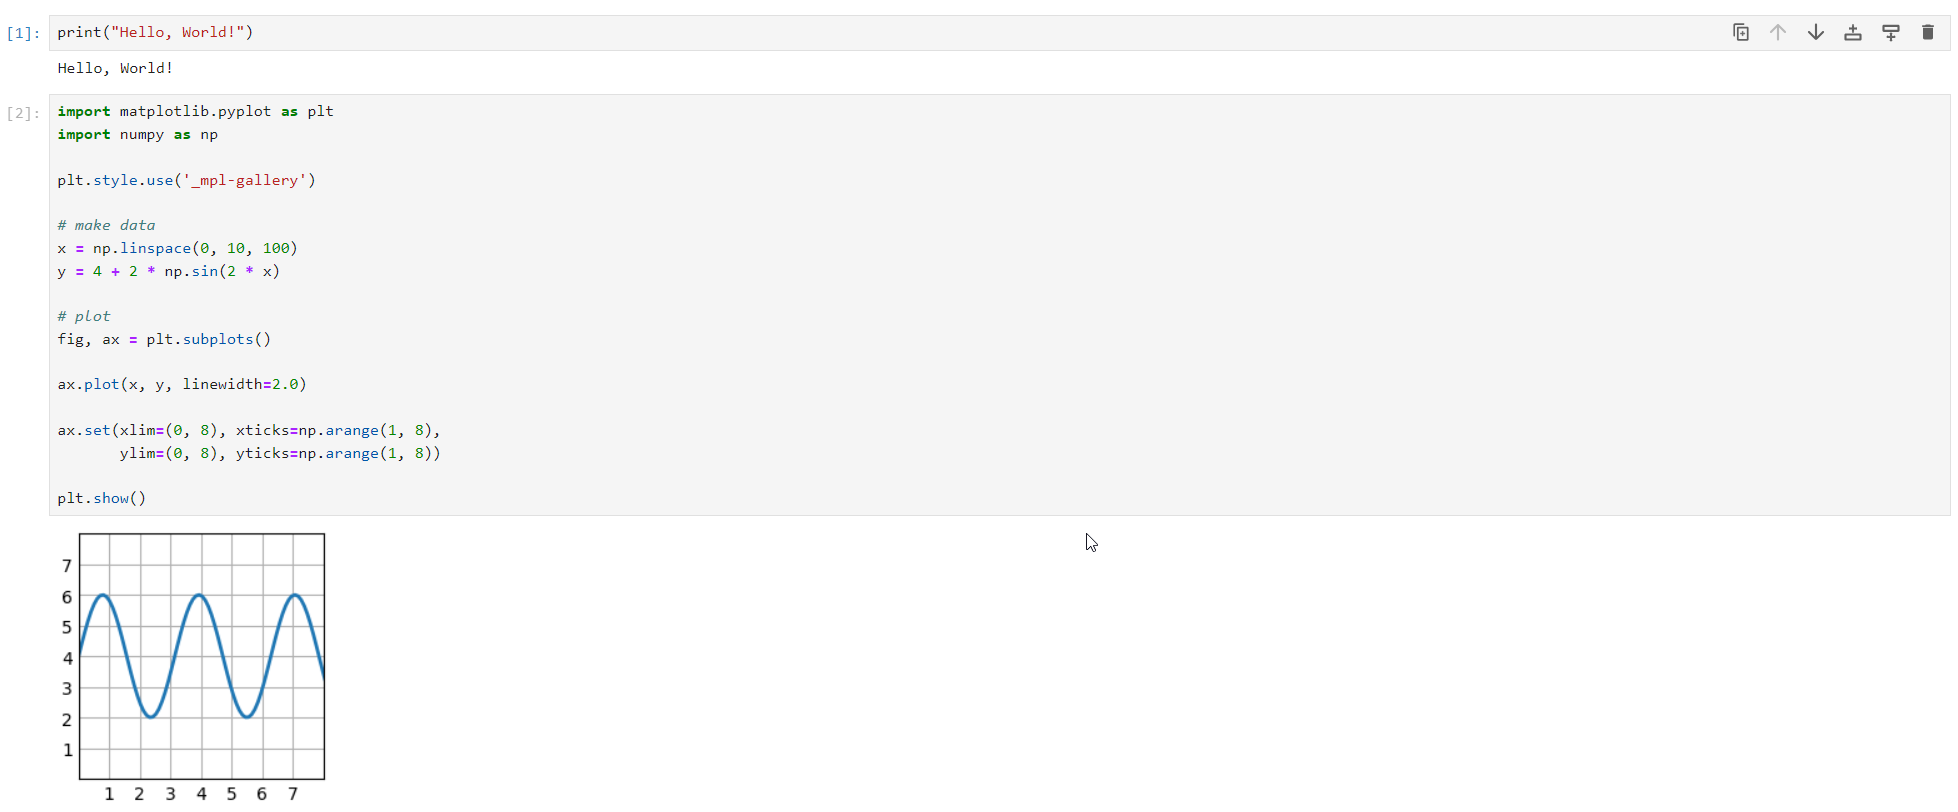 [1]: print("Hello, World!")
Hello, World!
[2]: import matplotlib.pyplot as plt
import numpy as np
plt.style.use('_mpl-gallery')
# make data
x = np.linspace(0, 10, 100)
y = 4 + 2 * np.sin(2 * x)
# plot
fig, ax = plt.subplots()
ax.plot(x, y, linewidth=2.0)
ax.set(xlim=(0, 8), xticks=np.arange(1, 8),
       ylim=(0, 8), yticks=np.arange(1, 8))
plt.show()
7
6
5
4
3
2
1
1 2 3 4 5 6 7